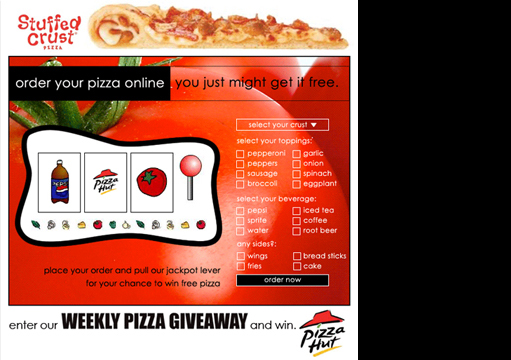 Stuffed
Crust
PIZZA
order your pizza online you just might get it free.
select your crust
select your toppings:
pepperoni garlic
peppers onion
sausage spinach
broccoli eggplant
select your beverage:
pepsi iced tea
sprite coffee
water root beer
any sides?:
wings bread sticks
fries cake
order now
PEPSI
Pizza
Hut
place your order and pull our jackpot lever
for your chance to win free pizza
enter our WEEKLY PIZZA GIVEAWAY and win.
Pizza
Hut